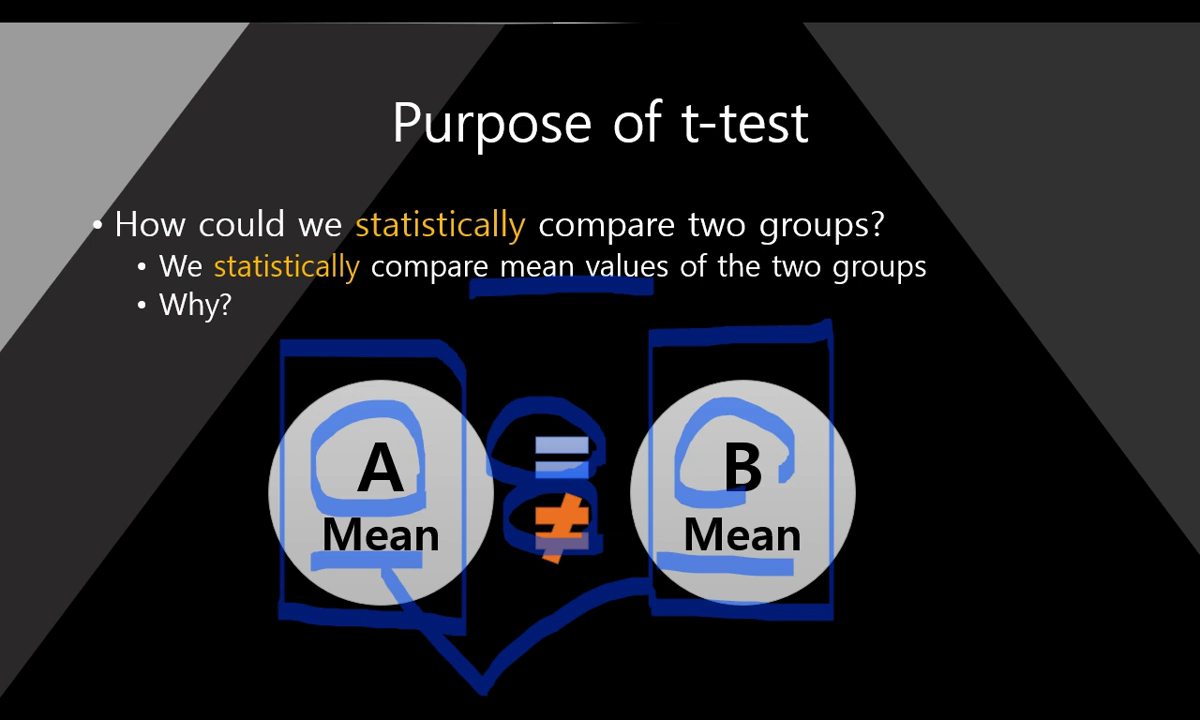 Purpose of t-test
• How could we statistically compare two groups?
• We statistically compare mean values of the two groups
• Why?
A = B
Mean ≠ Mean